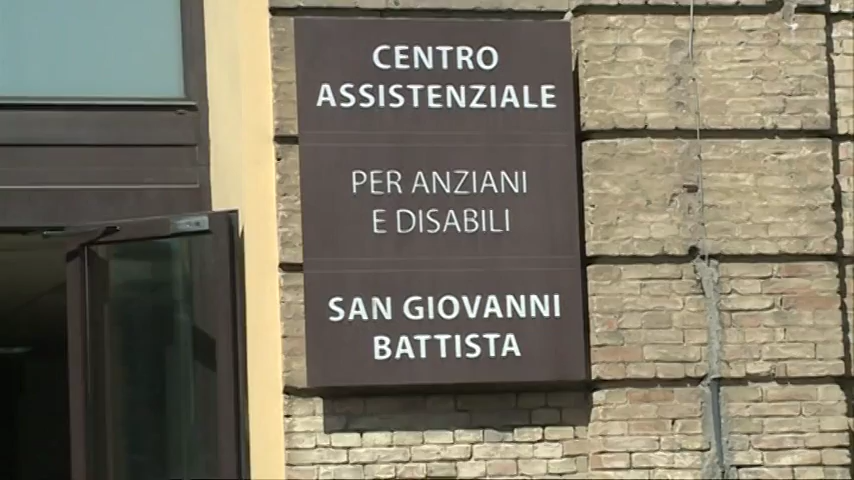 CENTRO
ASSISTENZIALE
PER ANZIANI
E DISABILI
SAN GIOVANNI
BATTISTA